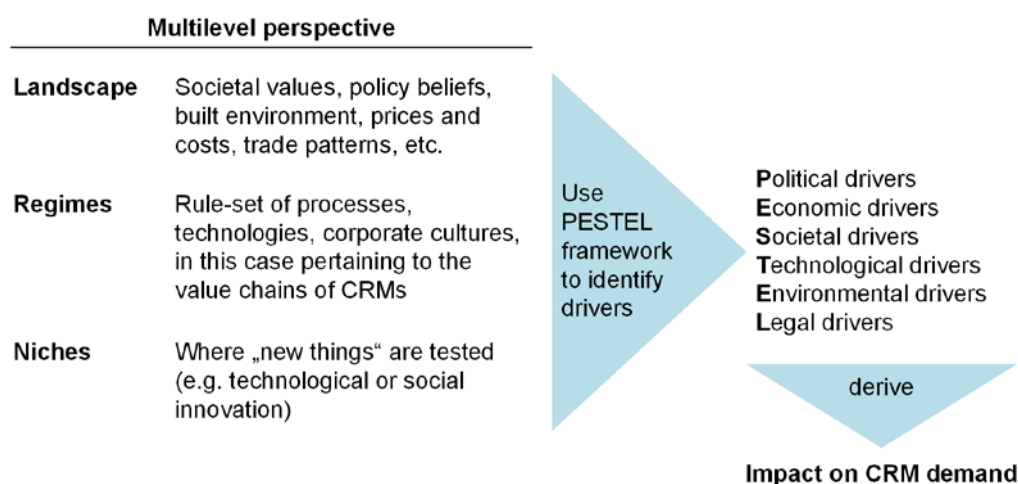 Multilevel perspective
Landscape
Societal values, policy beliefs,
built environment, prices and
costs, trade patterns, etc.
Regimes
Rule-set of processes,
technologies, corporate cultures,
in this case pertaining to the
value chains of CRMs
Niches
Where „new things“ are tested
(e.g. technological or social
innovation)
Use
PESTEL
framework
to identify
drivers
Political drivers
Economic drivers
Societal drivers
Technological drivers
Environmental drivers
Legal drivers
derive
Impact on CRM demand